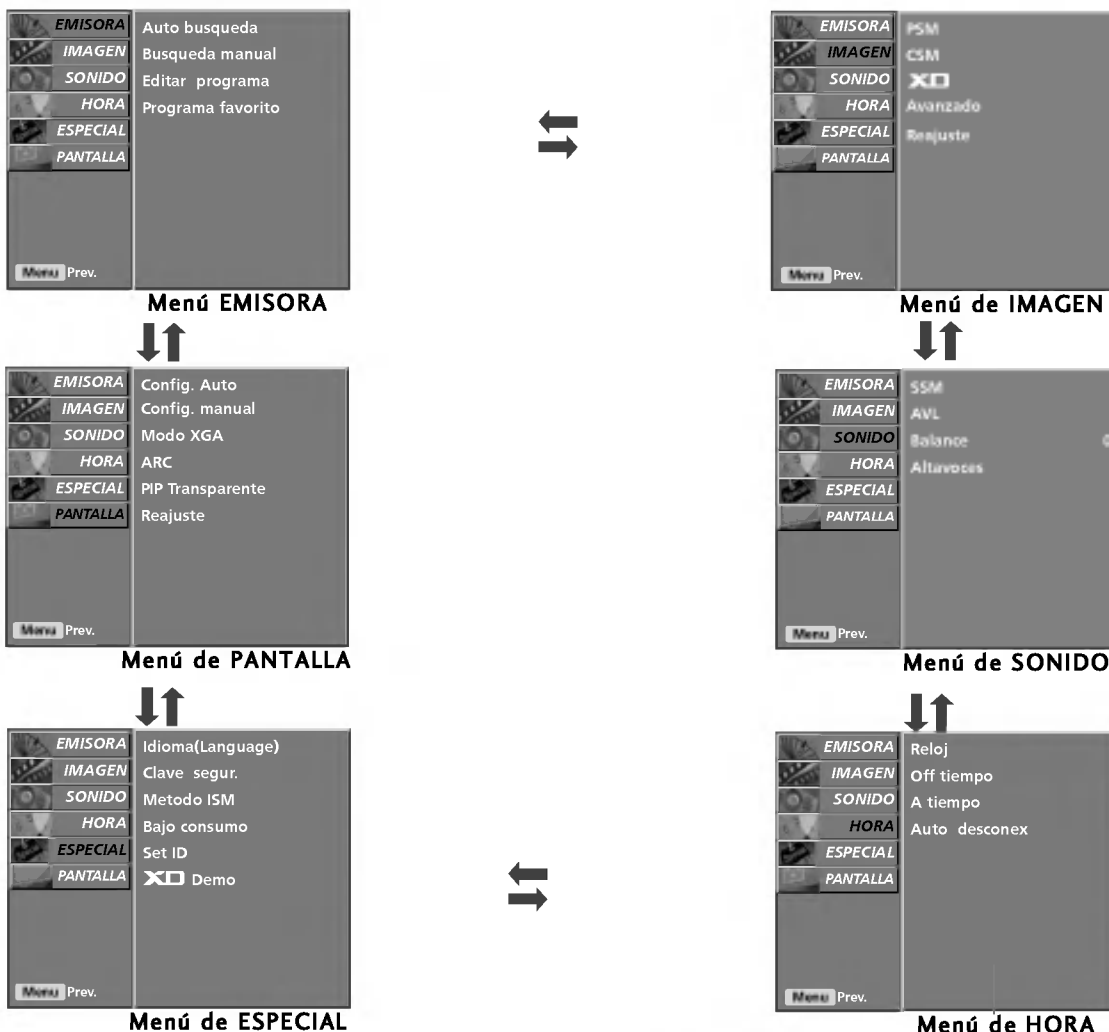 EMISORA Auto busqueda
IMAGEN Busqueda manual
SONIDO Editar programa
HORA Programa favorito
ESPECIAL
PANTALLA
Menu Prev.
Menú EMISORA
EMISORA PSM
IMAGEN CSM
SONIDO XD
HORA Avanzado
ESPECIAL Reajuste
PANTALLA
Menu Prev.
Menú de IMAGEN
EMISORA Config. Auto
IMAGEN Config. manual
SONIDO Modo XGA
HORA ARC
ESPECIAL PIP Transparente
PANTALLA Reajuste
Menu Prev.
Menú de PANTALLA
EMISORA SSM
IMAGEN AVL
SONIDO Balance
HORA Altavoces
ESPECIAL
PANTALLA
Menu Prev.
Menú de SONIDO
EMISORA Idioma(Language)
IMAGEN Clave segur.
SONIDO Metodo ISM
HORA Bajo consumo
ESPECIAL Set ID
PANTALLA XD Demo
Menu Prev.
Menú de ESPECIAL
EMISORA Reloj
IMAGEN Off tiempo
SONIDO A tiempo
HORA Auto desconex
ESPECIAL
PANTALLA
Menu Prev.
Menú de HORA